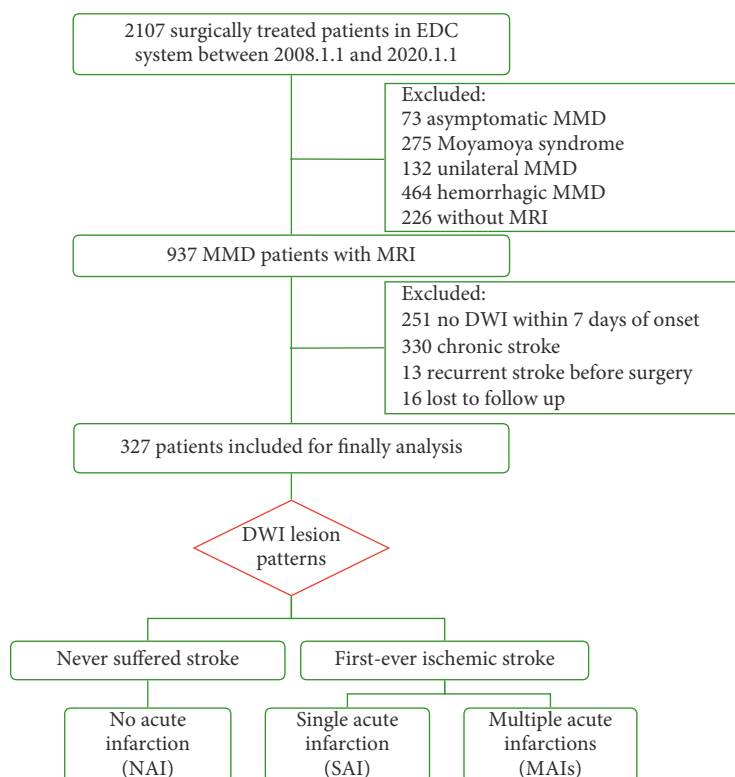 2107 surgically treated patients in EDC
system between 2008.1.1 and 2020.1.1
Excluded:
73 asymptomatic MMD
275 Moyamoya syndrome
132 unilateral MMD
464 hemorrhagic MMD
226 without MRI
937 MMD patients with MRI
Excluded:
251 no DWI within 7 days of onset
330 chronic stroke
13 recurrent stroke before surgery
16 lost to follow up
327 patients included for finally analysis
DWI lesion
patterns
Never suffered stroke
First-ever ischemic stroke
No acute
infarction
(NAI)
Single acute
infarction
(SAI)
Multiple acute
infarctions
(MAIs)